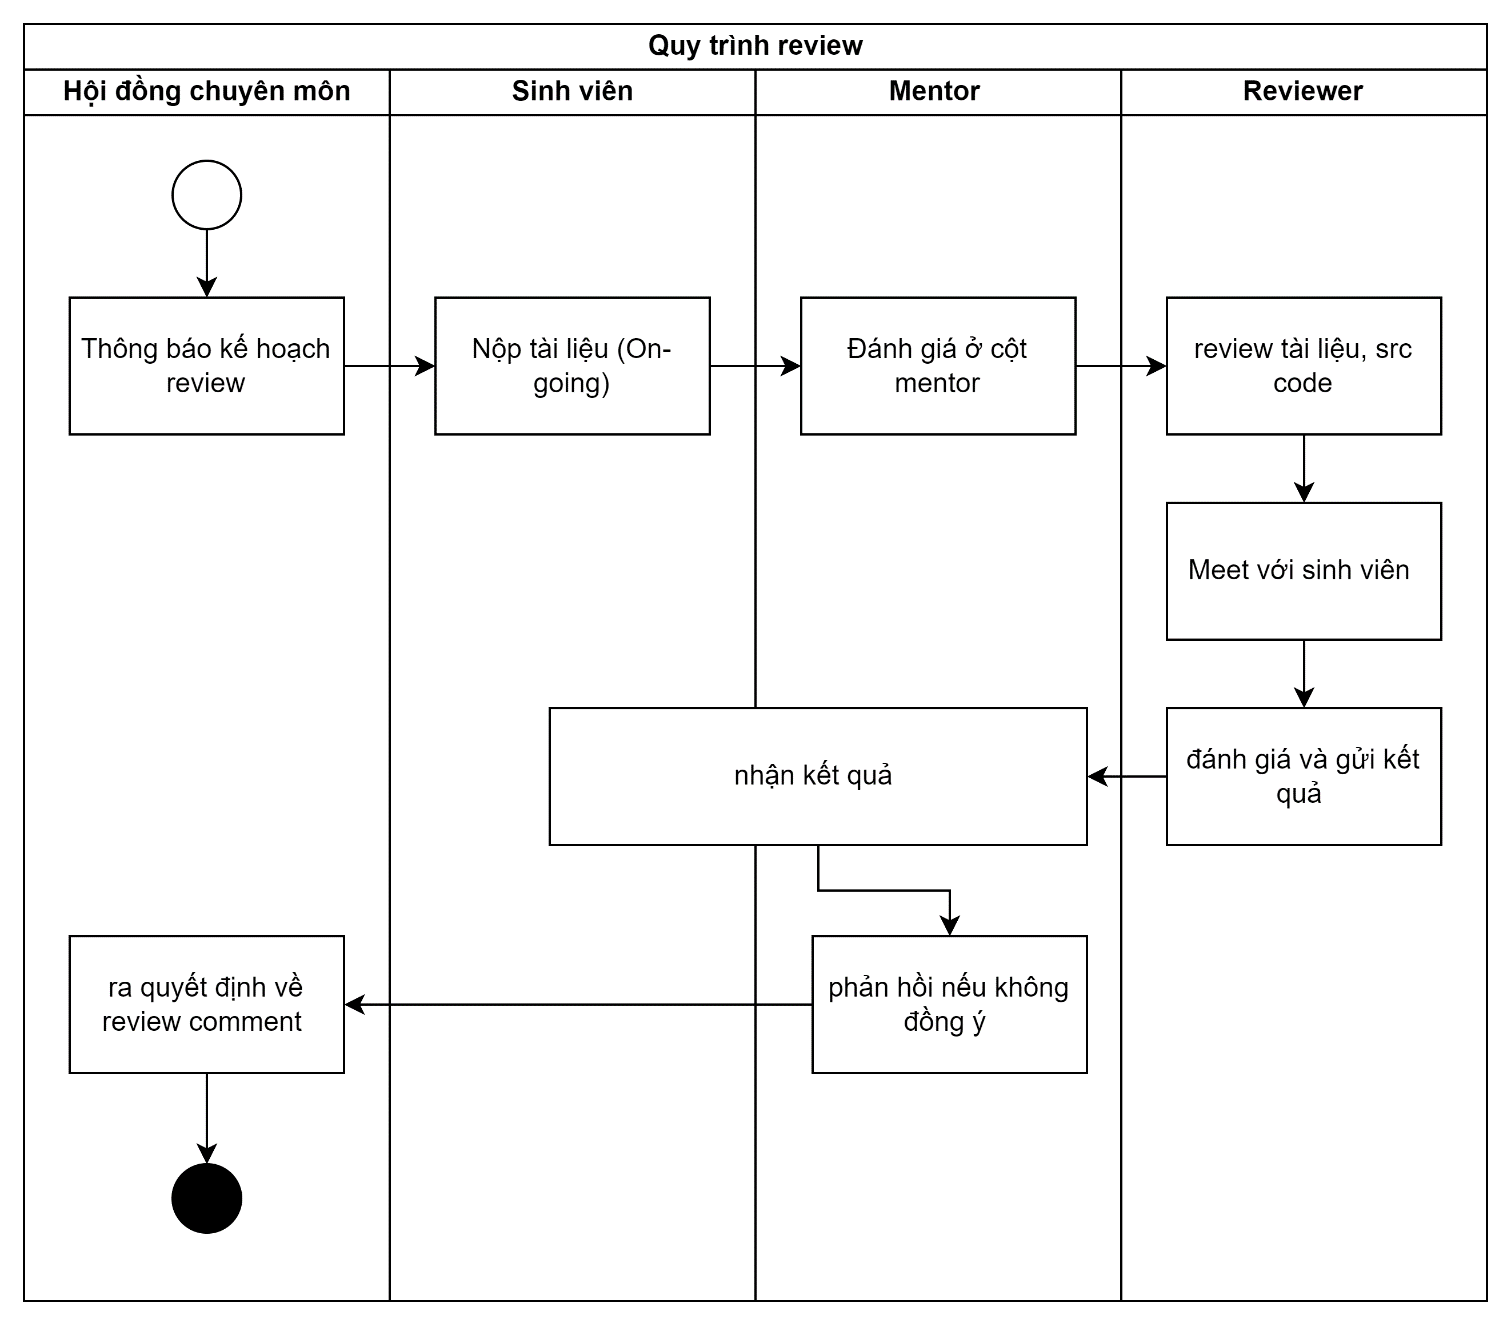 Quy trình review
Hội đồng chuyên môn
Sinh viên
Mentor
Reviewer
Thông báo kế hoạch
review
Nộp tài liệu (On-
going)
Đánh giá ở cột
mentor
review tài liệu, src
code
Meet với sinh viên
nhận kết quả
đánh giá và gửi kết
quả
ra quyết định về
review comment
phản hồi nếu không
đồng ý